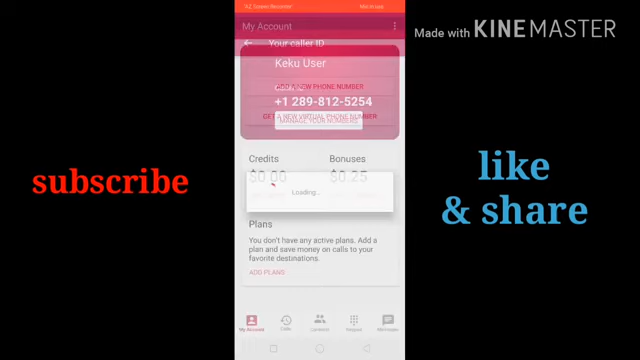 AZ Screen Recorder
Made with KINEMASTER
My Account
Your caller ID
Keku User
ADD A NEW PHONE NUMBER
+1 289-812-5254
GET A NEW VIRTUAL PHONE NUMBER
MANAGE YOUR NUMBERS
subscribe
like
& share
Credits
Bonuses
$0.00
$0.25
Loading...
Plans
You don't have any active plans. Add a
plan and save money on calls to your
favorite destinations.
ADD PLANS
My Account
Calls
Contacts
Keypad
Messages